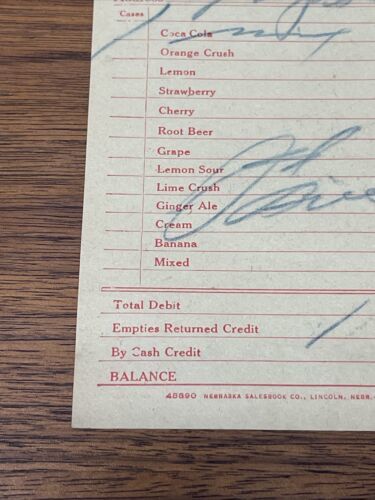 Cases
Coca Cola
Orange Crush
Lemon
Strawberry
Cherry
Root Beer
Grape
Lemon Sour
Lime Crush
Ginger Ale
Cream
Banana
Mixed
Total Debit
Empties Returned Credit
By Cash Credit
BALANCE
48890 NEBRASKA SALESBOOK CO., LINCOLN, NEBR.